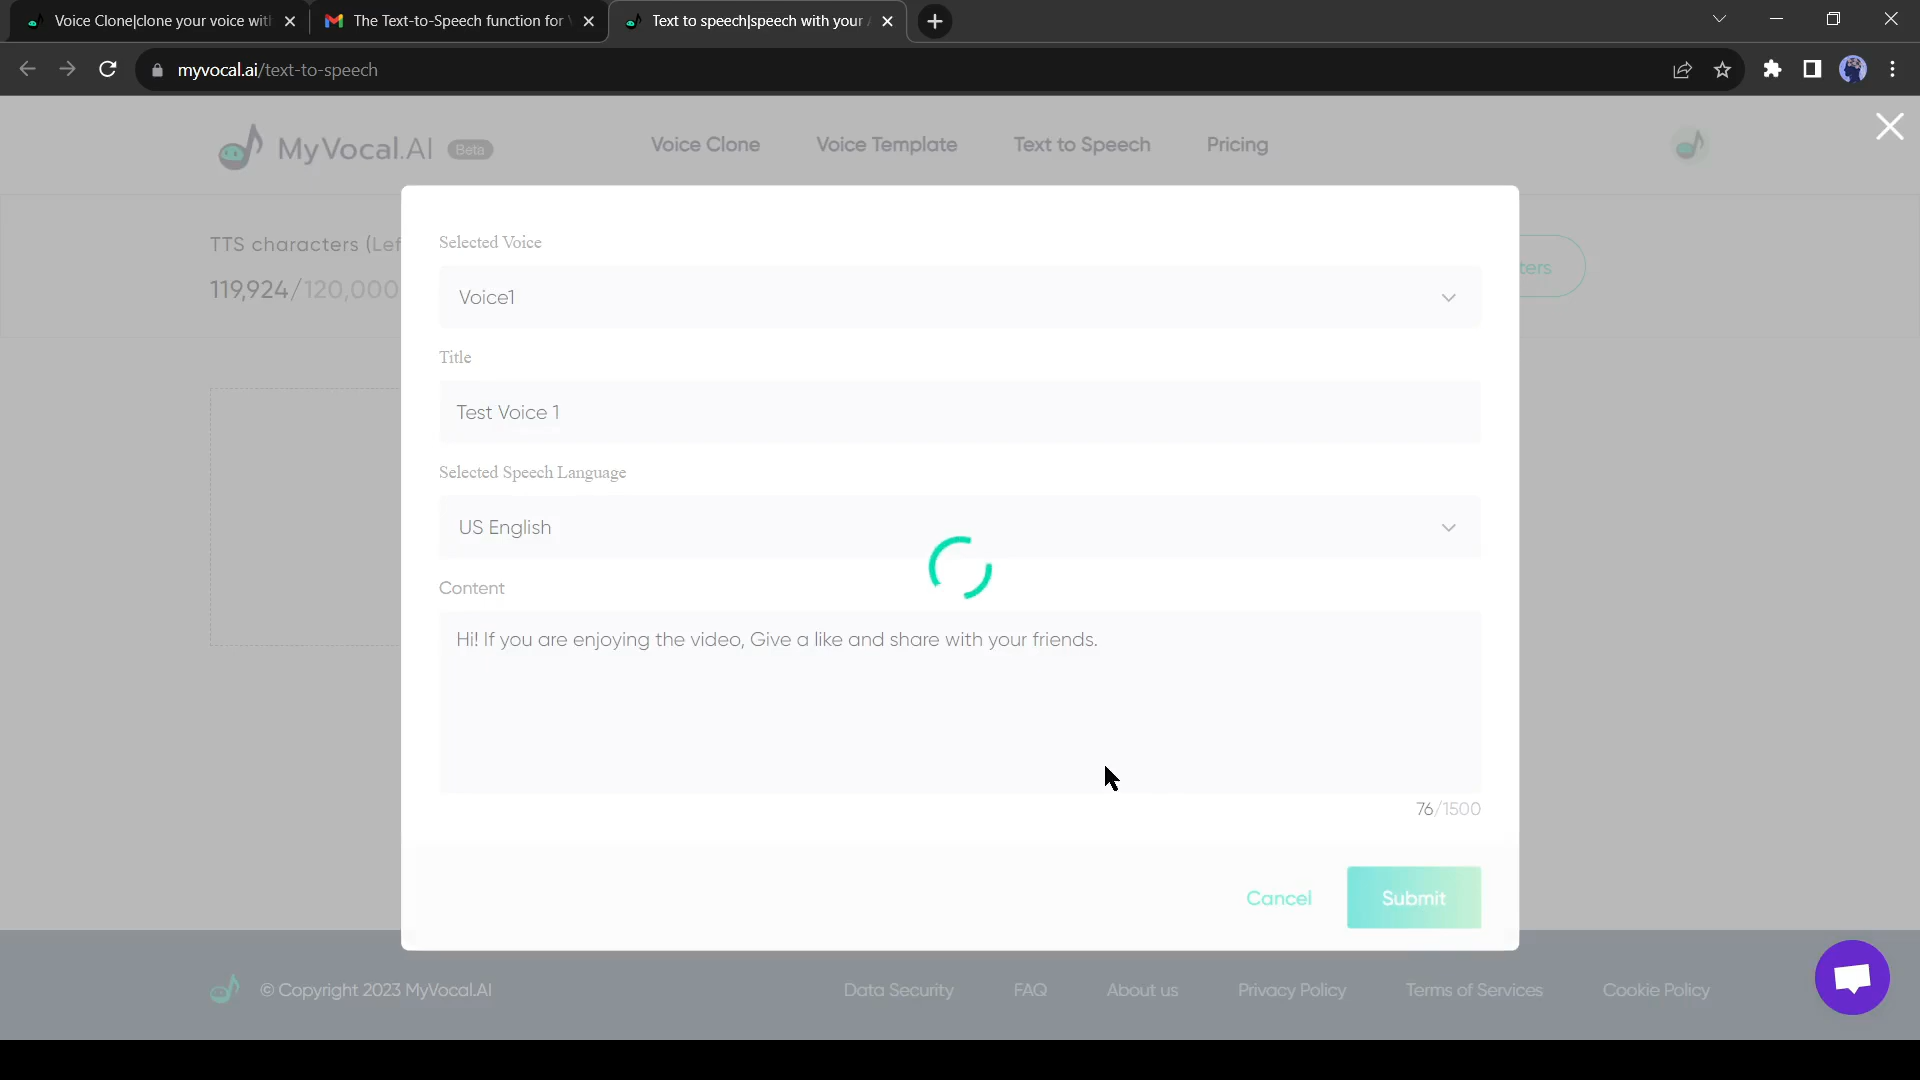 Voice Clone|clone your voice wit
The Text-to-Speech function for
Text to speech|speech with your
myvocal.ai/text-to-speech
MyVocal.AI Beta
Voice Clone Voice Template Text to Speech Pricing
TTS characters (Lef
119,924/120,000
ters
Selected Voice
Voice1
Title
Test Voice 1
Selected Speech Language
US English
Content
Hi! If you are enjoying the video, Give a like and share with your friends.
76/1500
Cancel Submit
© Copyright 2023 MyVocal.AI
Data Security FAQ About us Privacy Policy Terms of Services Cookie Policy